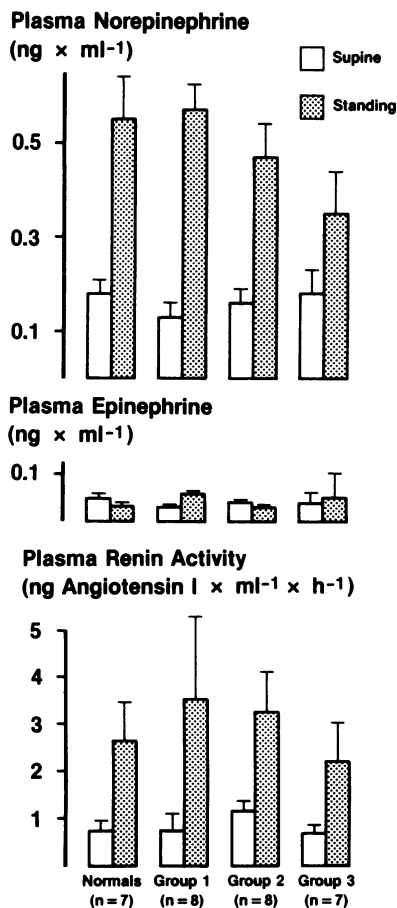 Plasma Norepinephrine
(ng × ml-1)
Supine
Standing
0.5
0.3
0.1
Plasma Epinephrine
(ng × ml-1)
0.1
Plasma Renin Activity
(ng Angiotensin I × ml-1 × h-1)
5
4
3
2
1
Normals Group 1 Group 2 Group 3
(n=7) (n=8) (n=8) (n=7)